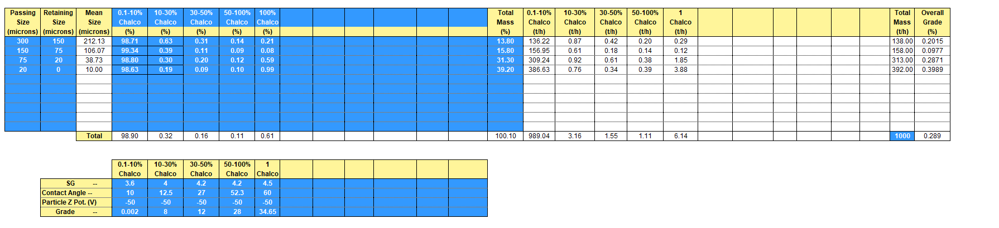 Passing Retaining Mean 0.1-10% 10-30% 30-50% 50-100% 100% Total 0.1-10% 10-30% 30-50% 50-100% 1 Total Overall
Size Size Size Chalco Chalco Chalco Chalco Chalco Mass Chalco Chalco Chalco Chalco Chalco Mass Grade
(microns) (microns) (microns) (%) (%) (%) (%) (%) (%) (t/h) (t/h) (t/h) (t/h) (t/h) (t/h) (%)
300 150 212.13 98.71 0.63 0.31 0.14 0.21 13.80 136.22 0.87 0.42 0.20 0.29 138.00 0.2015
150 75 106.07 99.34 0.39 0.11 0.09 0.08 15.80 156.95 0.61 0.18 0.14 0.12 158.00 0.0977
75 20 38.73 98.80 0.30 0.20 0.12 0.59 31.30 309.24 0.92 0.61 0.38 1.85 313.00 0.2871
20 0 10.00 98.63 0.19 0.09 0.10 0.99 39.20 386.63 0.76 0.34 0.39 3.88 392.00 0.3989
Total 98.90 0.32 0.16 0.11 0.61 100.10 989.04 3.16 1.55 1.11 6.14 1000 0.289
0.1-10% 10-30% 30-50% 50-100% 1
Chalco Chalco Chalco Chalco Chalco
SG -- 3.6 4 4.2 4.2 4.5
Contact Angle -- 10 12.5 27 52.3 60
Particle Z Pot. (V) -50 -50 -50 -50 -50
Grade -- 0.002 8 12 28 34.65